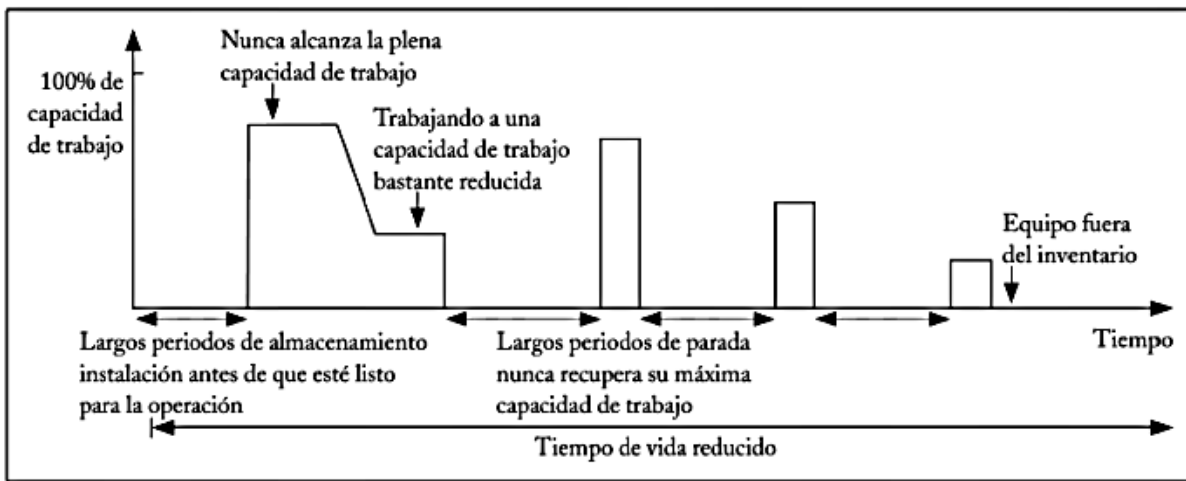 Nunca alcanza la plena
capacidad de trabajo
100% de
capacidad
de trabajo
Trabajando a una
capacidad de trabajo
bastante reducida
Equipo fuera
del inventario
Tiempo
Largos periodos de almacenamiento
instalación antes de que esté listo
para la operación
Largos periodos de parada
nunca recupera su máxima
capacidad de trabajo
Tiempo de vida reducido